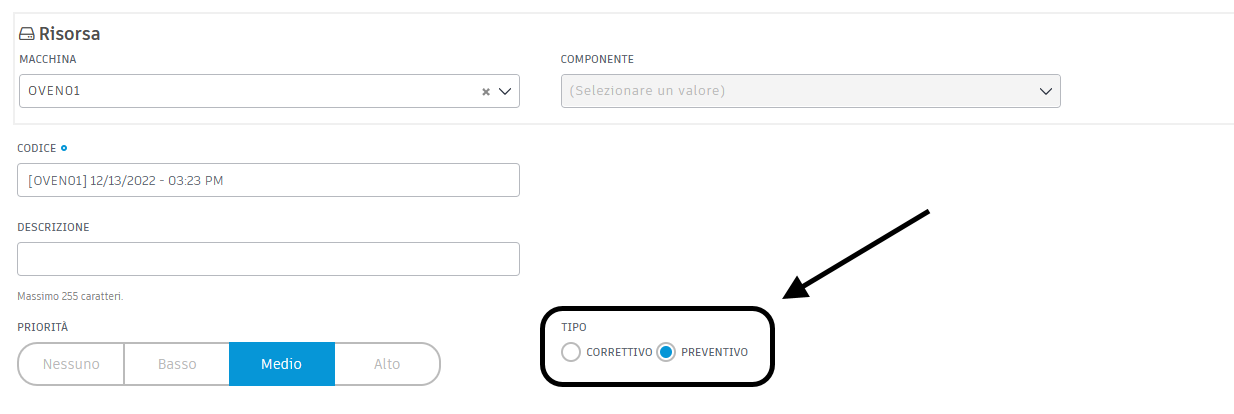 Risorsa
MACCHINA
COMPONENTE
OVEN01
(Selezionare un valore)
CODICE
[OVEN01] 12/13/2022 - 03:23 PM
DESCRIZIONE
Massimo 255 caratteri.
PRIORITÀ
TIPO
Nessuno Basso Medio Alto
CORRETTIVO PREVENTIVO